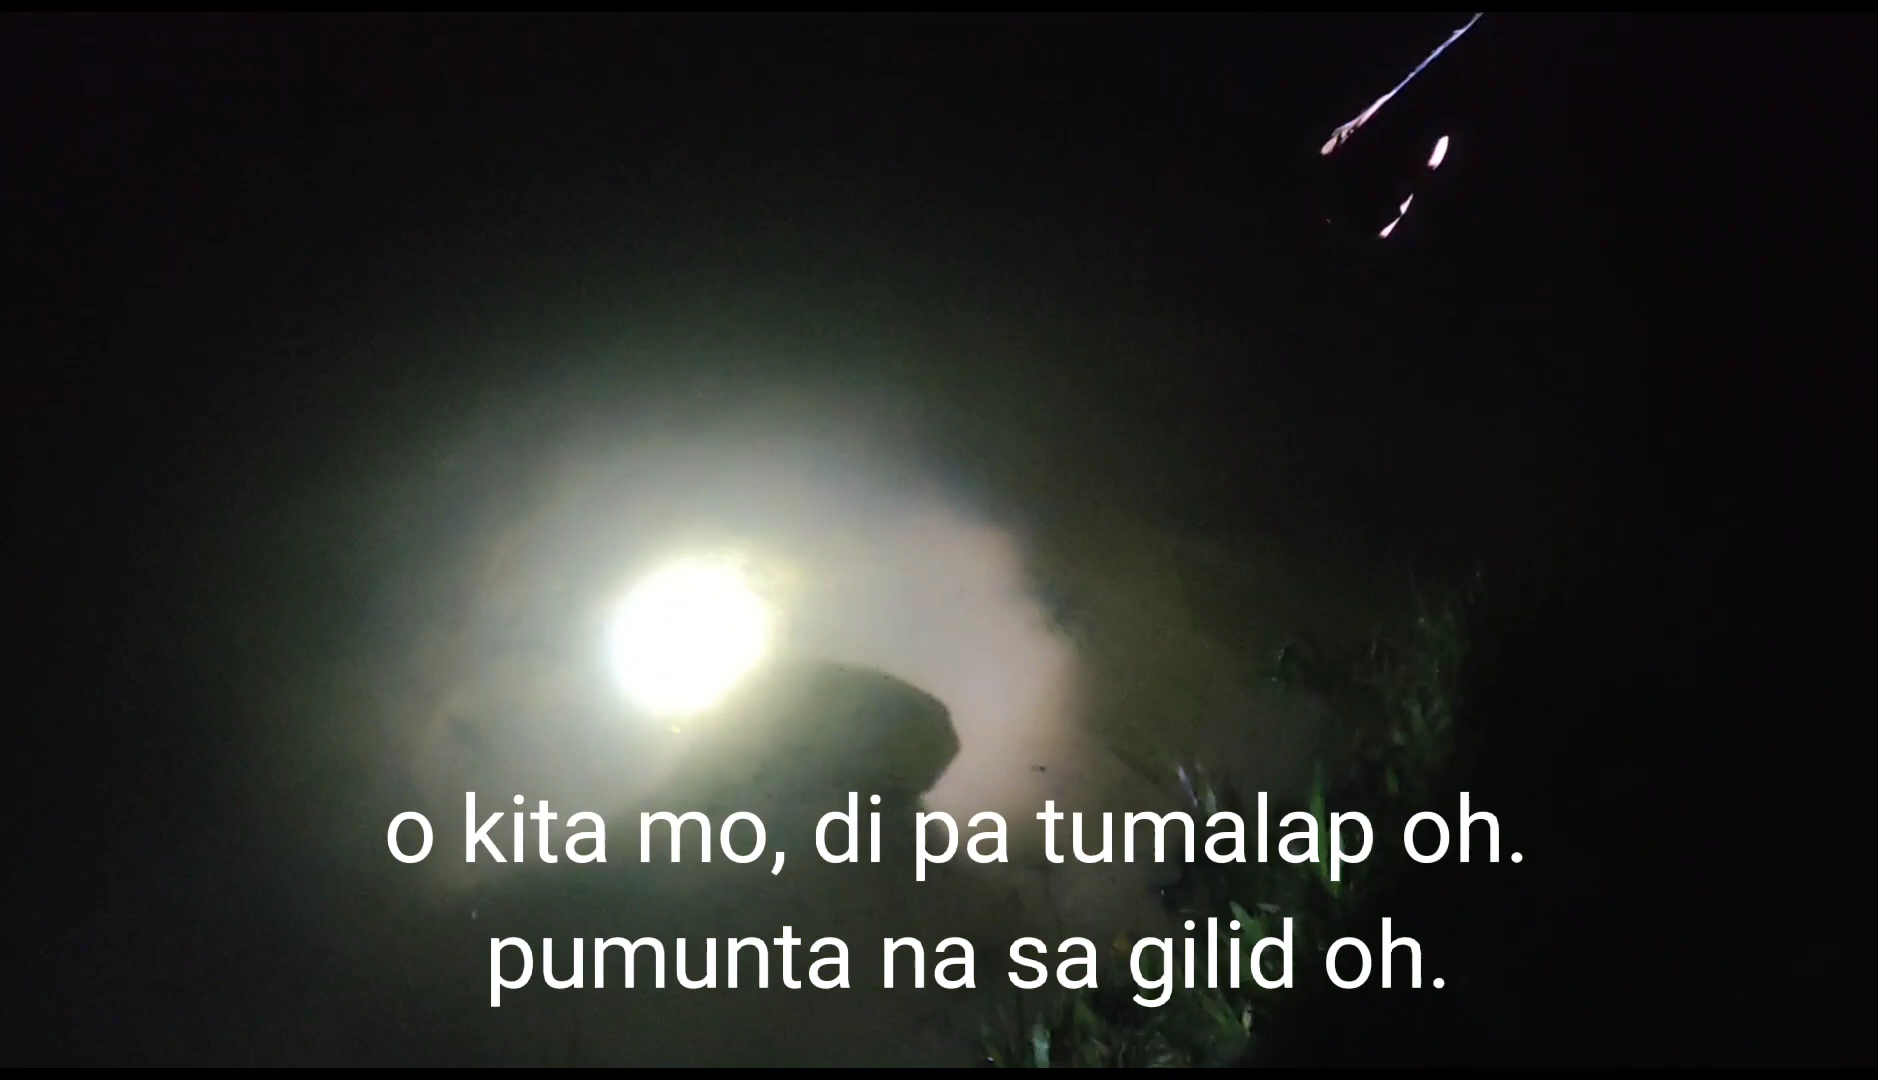 o kita mo, di pa tumalap oh.
pumunta na sa gilid oh.